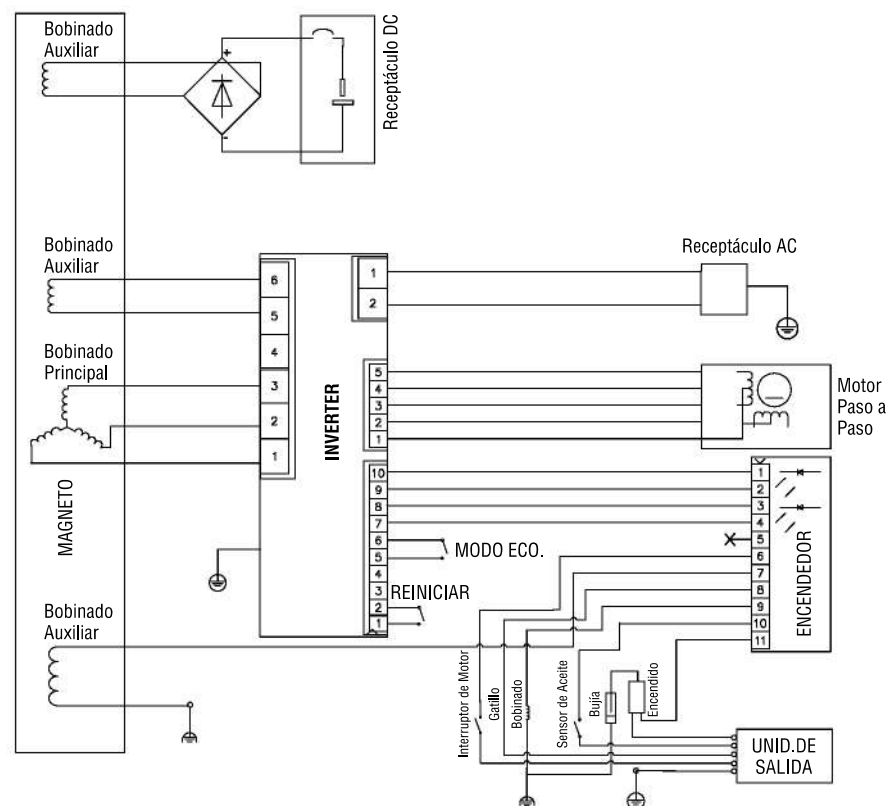 Bobinado
Auxiliar
+
-
Receptáculo DC
Bobinado
Auxiliar
6
5
4
3
2
1
Bobinado
Principal
MAGNETO
INVERTER
1
2
Receptáculo AC
5
4
3
2
1
Motor
Paso a
Paso
10
9
8
7
6
5
4
3
2
1
MODO ECO.
REINICIAR
1
2
3
4
5
6
7
8
9
10
11
ENCENDEDOR
Bobinado
Auxiliar
Interruptor de Motor
Gatillo
Bobinado
Sensor de Aceite
Bujía
Encendido
UNID.DE
SALIDA